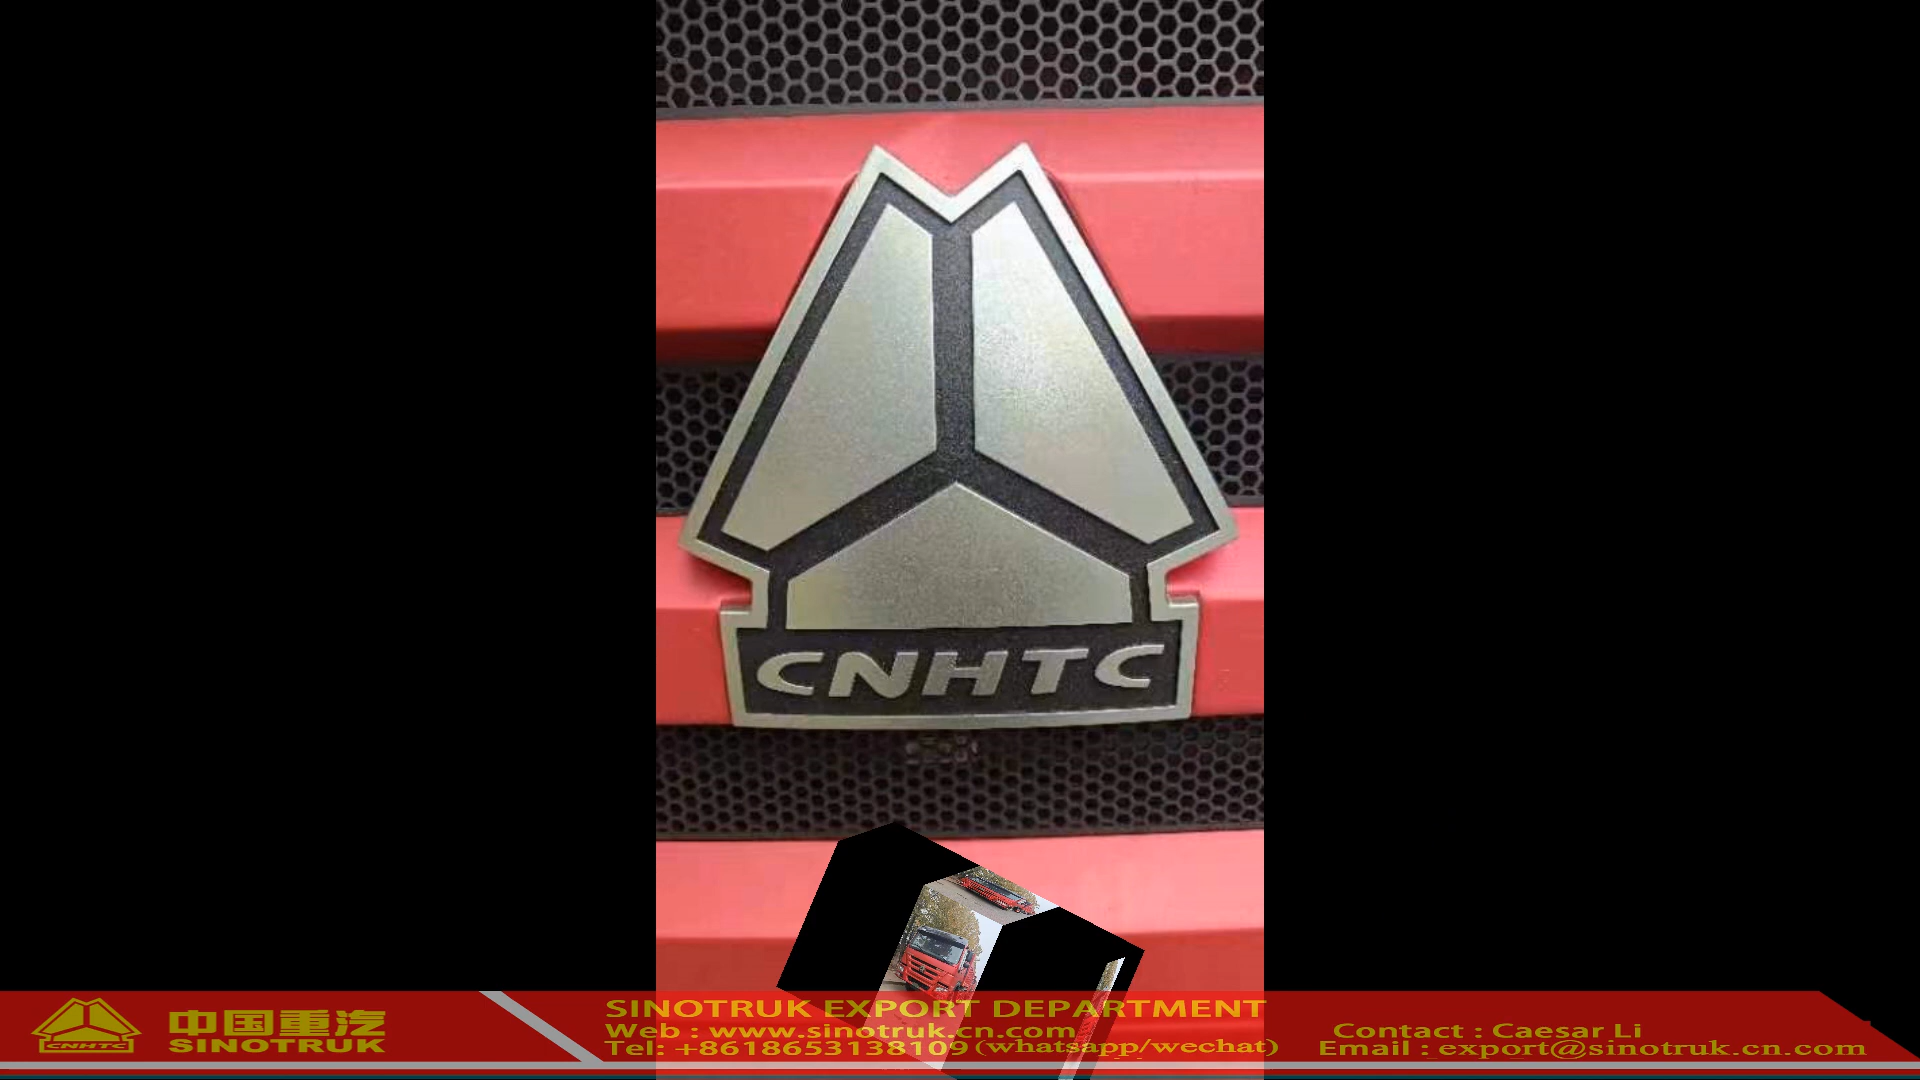 CNHTC
CNHTC
中国重汽
SINOTRUK
SINOTRUK EXPORT DEPARTMENT
Web : www.sinotruk.cn.com
Tel: +8618653138109 (whatsapp/wechat)
Contact : Caesar Li
Email : export@sinotruk.cn.com